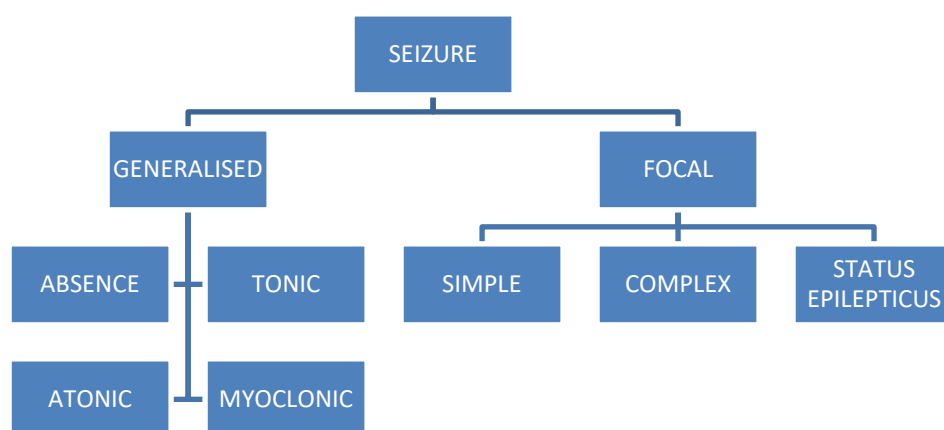 SEIZURE
GENERALISED
FOCAL
ABSENCE
TONIC
SIMPLE
COMPLEX
STATUS
EPILEPTICUS
ATONIC
MYOCLONIC